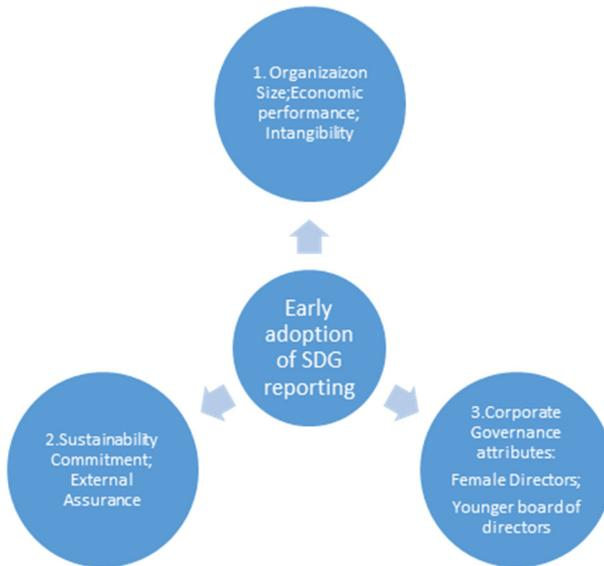 1. Organizaizon
Size;Economic
performance;
Intangibility
Early
adoption
of SDG
reporting
2.Sustainability
Commitment;
External
Assurance
3.Corporate
Governance
attributes:
Female Directors;
Younger board of
directors